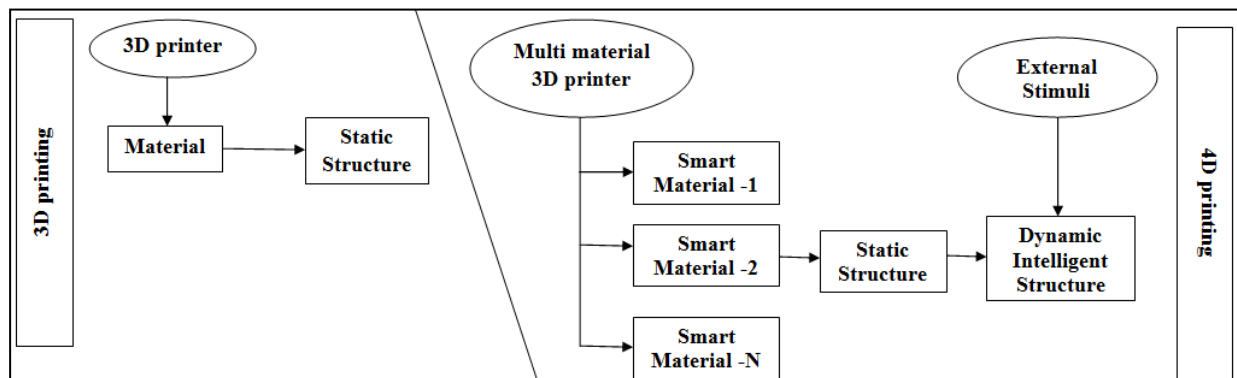 3D printing
3D printer
Material
Static
Structure
Multi material
3D printer
Smart
Material -1
Smart
Material -2
Smart
Material -N
Static
Structure
External
Stimuli
Dynamic
Intelligent
Structure
4D printing